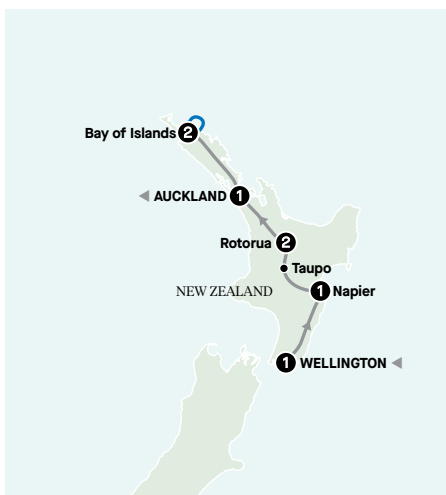 Bay of Islands 2
AUCKLAND 1
Rotorua 2
Taupo
NEW ZEALAND
1 Napier
1 WELLINGTON